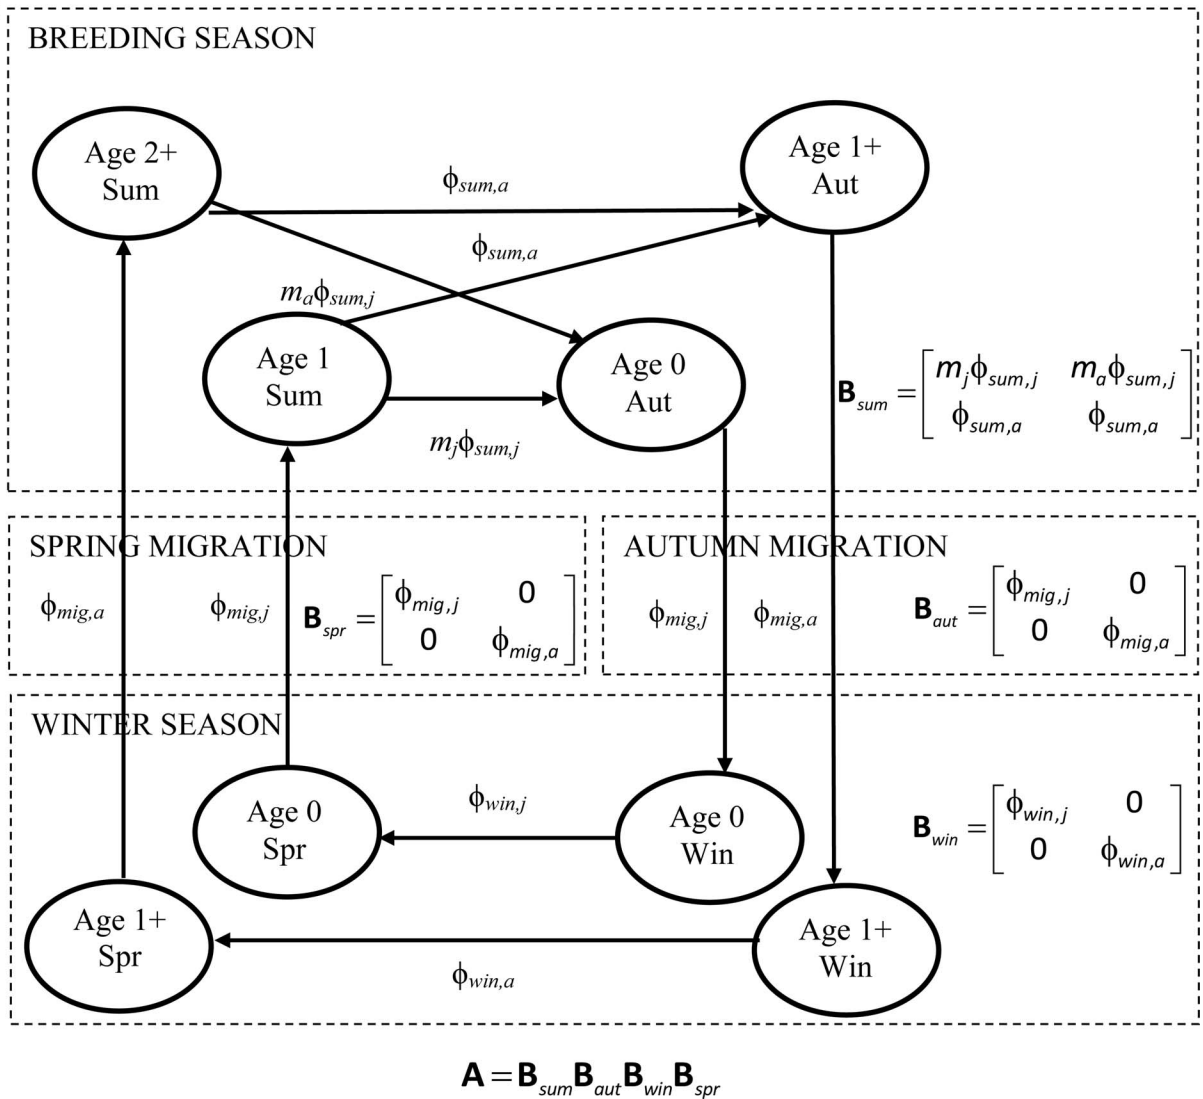 BREEDING SEASON
Age 2+
Sum
Age 1+
Aut
ϕsum,a
ϕsum,a
maϕsum,j
Age 1
Sum
Age 0
Aut
mjϕsum,j
Bsum = [mjϕsum,j maϕsum,j
ϕsum,a ϕsum,a]
SPRING MIGRATION
ϕmig,a
ϕmig,j
Bspr = [ϕmig,j 0
0 ϕmig,a]
AUTUMN MIGRATION
ϕmig,j
ϕmig,a
Baut = [ϕmig,j 0
0 ϕmig,a]
WINTER SEASON
Age 0
Spr
ϕwin,j
Age 0
Win
Bwin = [ϕwin,j 0
0 ϕwin,a]
Age 1+
Spr
ϕwin,a
Age 1+
Win
A = BsumBautBwinBspr